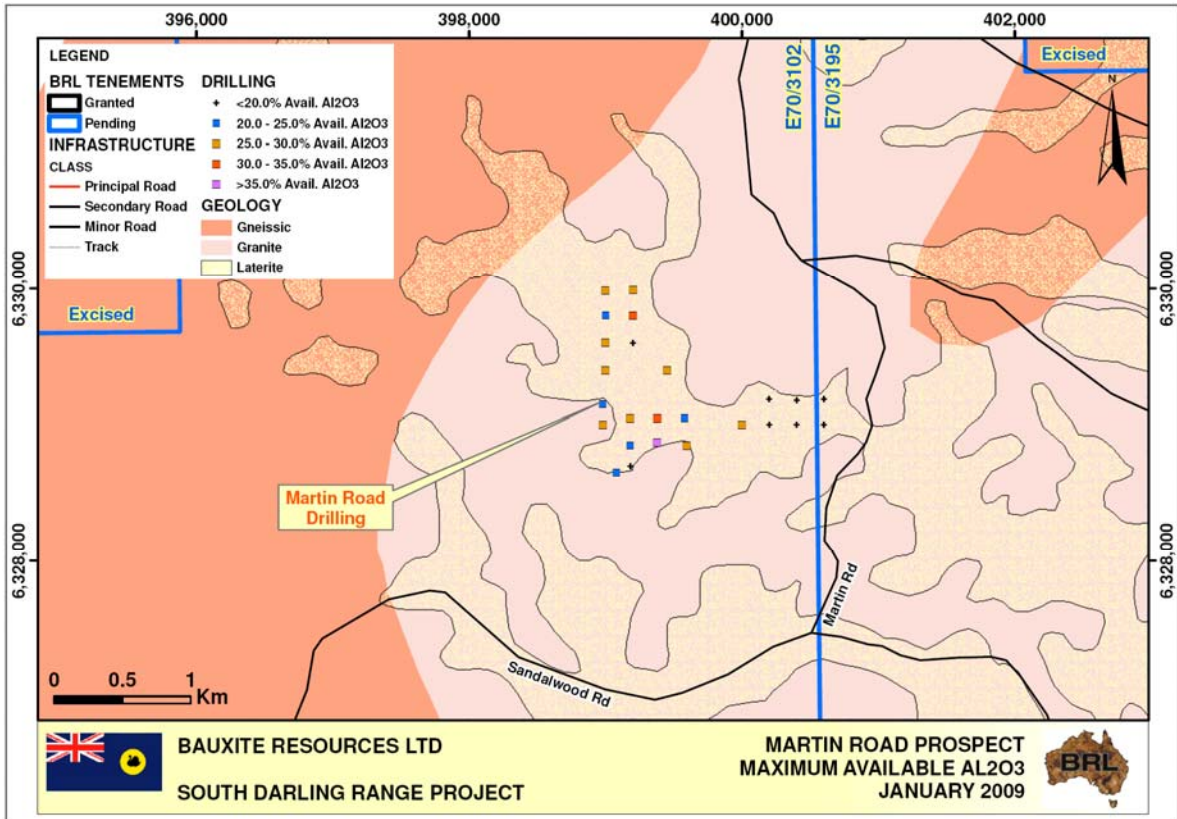 396,000
398,000
400,000
402,000
LEGEND
BRL TENEMENTS
Granted
Pending
INFRASTRUCTURE
CLASS
Principal Road
Secondary Road
Minor Road
Track
DRILLING
<20.0% Avail. Al2O3
20.0 - 25.0% Avail. Al2O3
25.0 - 30.0% Avail. Al2O3
30.0 - 35.0% Avail. Al2O3
>35.0% Avail. Al2O3
GEOLOGY
Gneissic
Granite
Laterite
E70/3102
E70/3195
Excised
N
6,330,000
6,330,000
Excised
Martin Road
Drilling
6,328,000
6,328,000
Martin Rd
Sandalwood Rd
0 0.5 1
Km
BAUXITE RESOURCES LTD
SOUTH DARLING RANGE PROJECT
MARTIN ROAD PROSPECT
MAXIMUM AVAILABLE AL2O3
JANUARY 2009
BRL